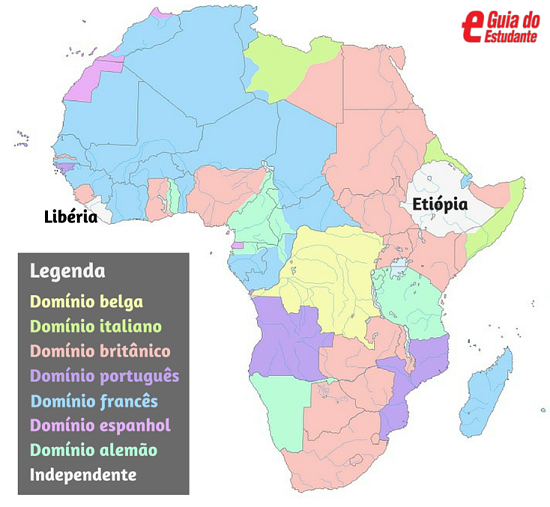 e Guia do
Estudante
Libéria
Etiópia
Legenda
Domínio belga
Domínio italiano
Domínio britânico
Domínio português
Domínio francês
Domínio espanhol
Domínio alemão
Independente